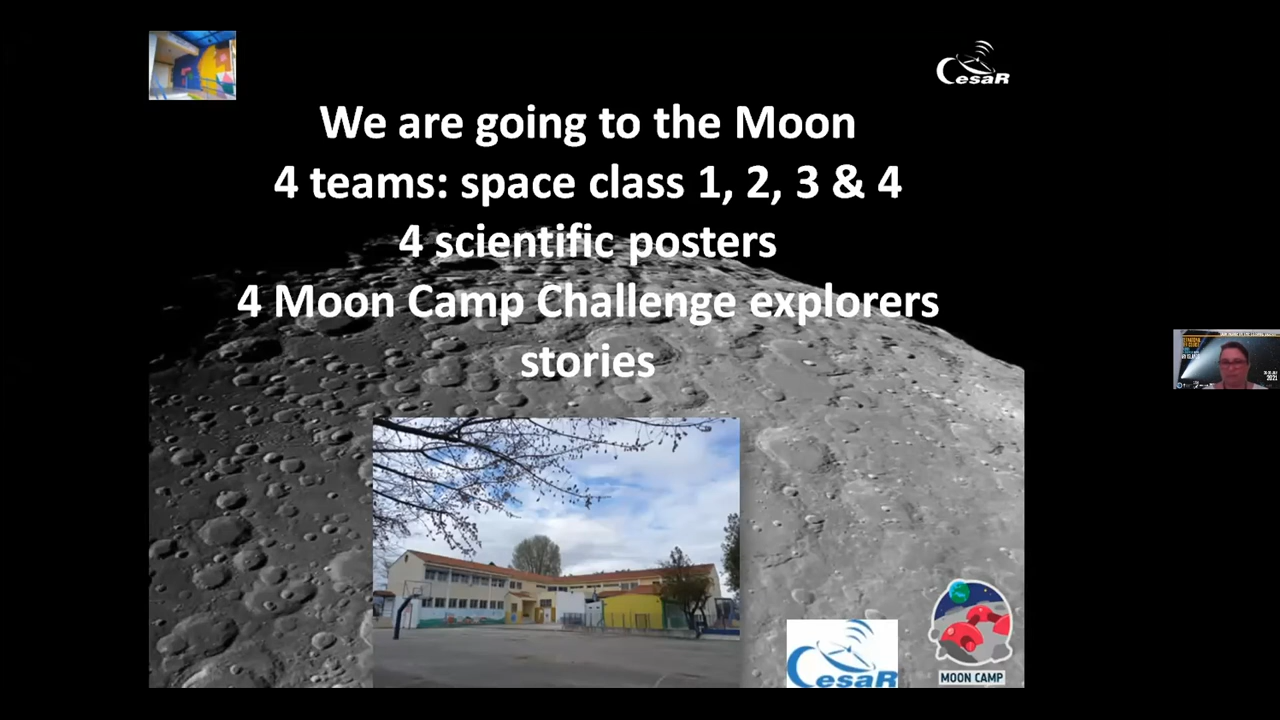 CesaR
We are going to the Moon
4 teams: space class 1, 2, 3 & 4
4 scientific posters
4 Moon Camp Challenge explorers
stories
CesaR
MOON CAMP
2021